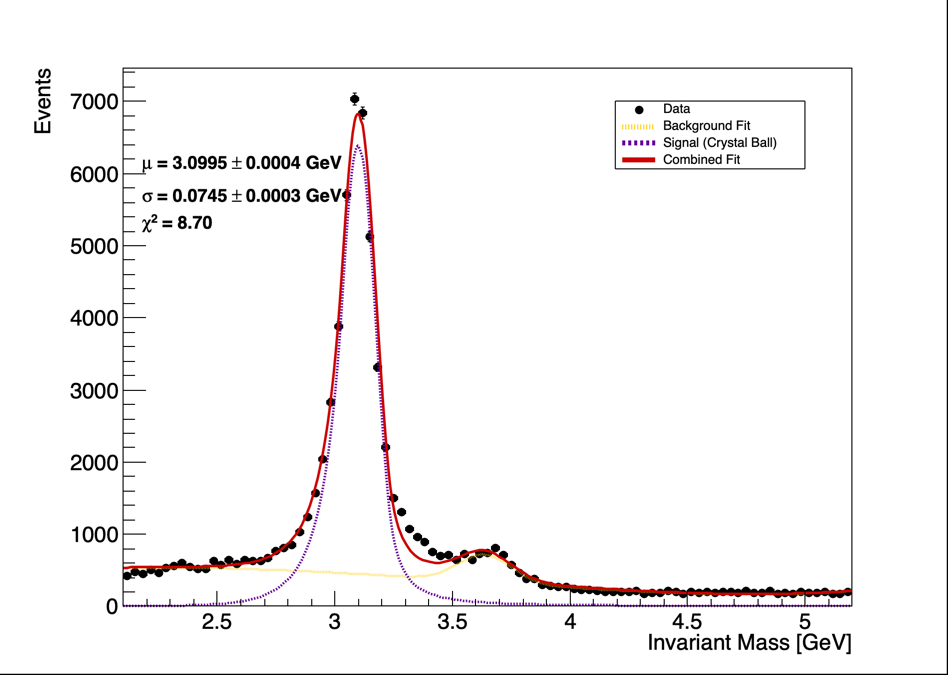 Events
7000
6000
5000
4000
3000
2000
1000
0
μ = 3.0995 ± 0.0004 GeV
σ = 0.0745 ± 0.0003 GeV
χ² = 8.70
Data
Background Fit
Signal (Crystal Ball)
Combined Fit
2.5 3 3.5 4 4.5 5
Invariant Mass [GeV]